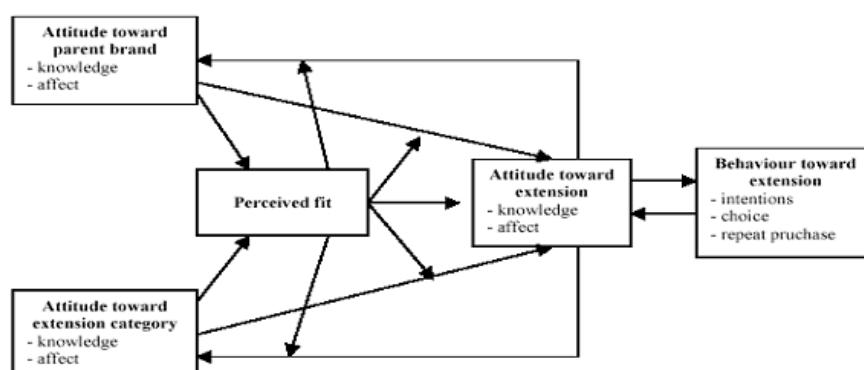 Attitude toward
parent brand
- knowledge
- affect
Perceived fit
Attitude toward
extension
- knowledge
- affect
Behaviour toward
extension
- intentions
- choice
- repeat pruchase
Attitude toward
extension category
- knowledge
- affect